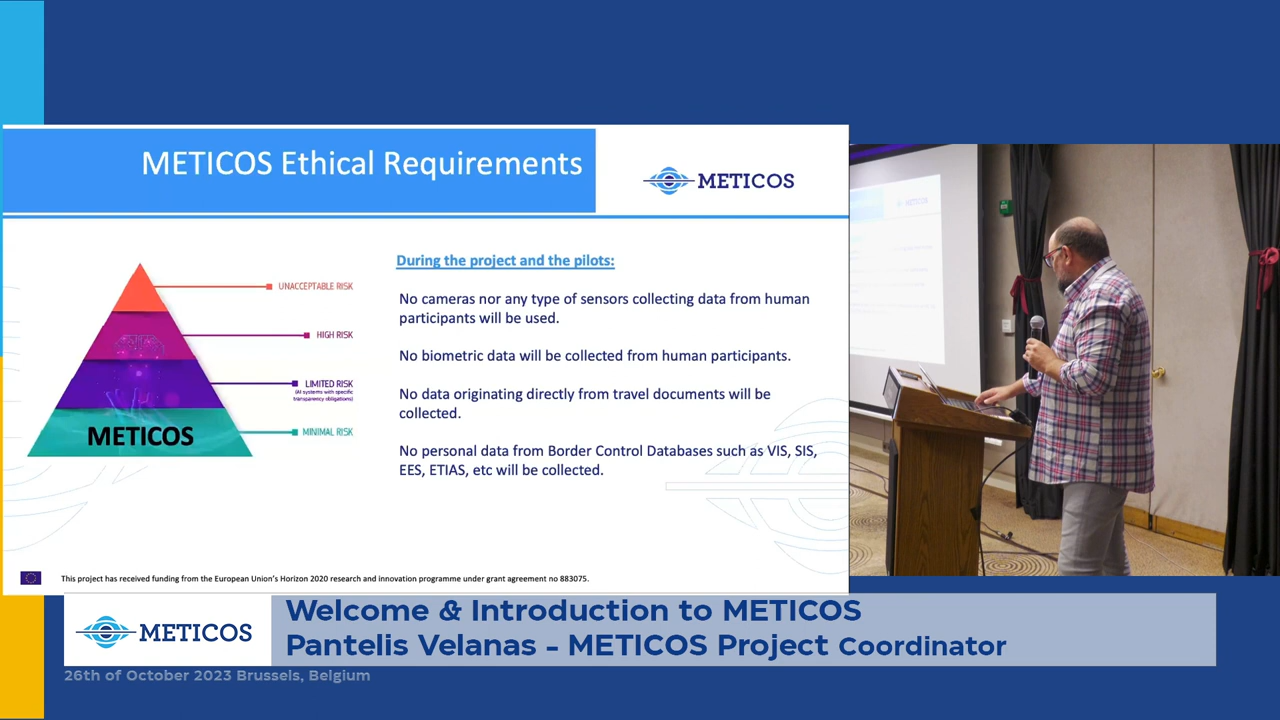 METICOS Ethical Requirements
METICOS
UNACCEPTABLE RISK
HIGH RISK
LIMITED RISK
(AI systems with specific
transparency obligations)
MINIMAL RISK
METICOS
During the project and the pilots:
No cameras nor any type of sensors collecting data from human
participants will be used.
No biometric data will be collected from human participants.
No data originating directly from travel documents will be
collected.
No personal data from Border Control Databases such as VIS, SIS,
EES, ETIAS, etc will be collected.
This project has received funding from the European Union's Horizon 2020 research and innovation programme under grant agreement no 883075.
METICOS
Welcome & Introduction to METICOS
Pantelis Velanas - METICOS Project Coordinator
26th of October 2023 Brussels, Belgium